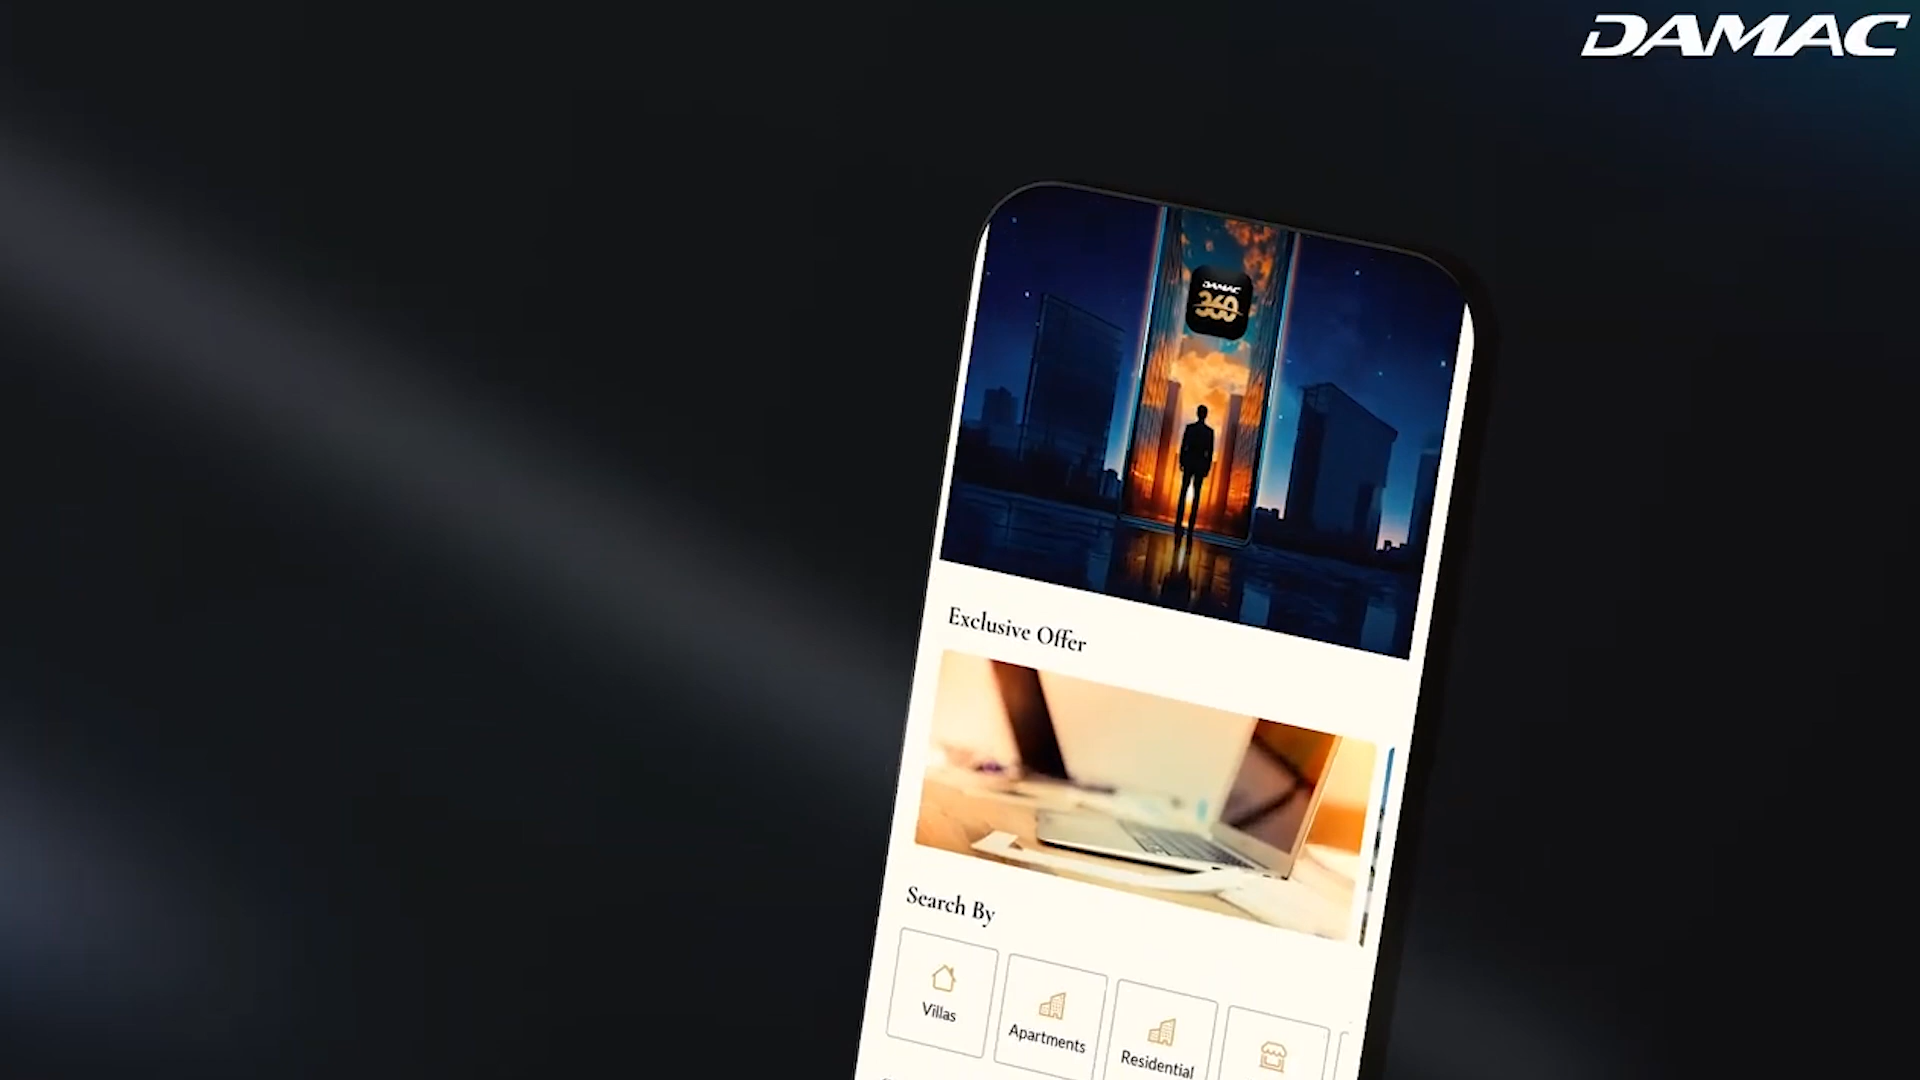 DAMAC
DAMAC
360
Exclusive Offer
Search By
Villas
Apartments
Residential